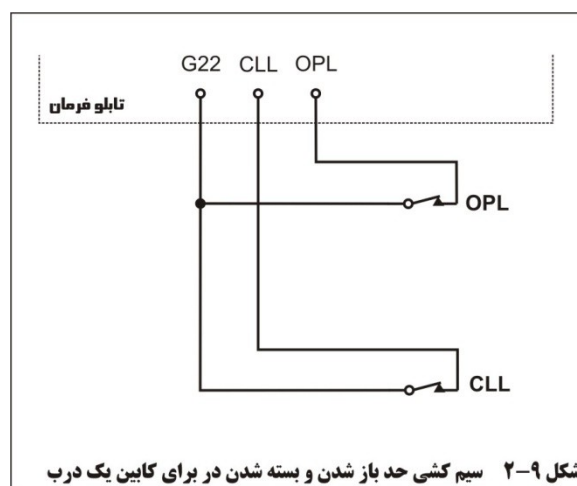 G22 CLL OPL
تابلو فرمان
OPL
CLL
شکل ۹-۲ سیم کشی حد باز شدن و بسته شدن در برای کابین یک درب